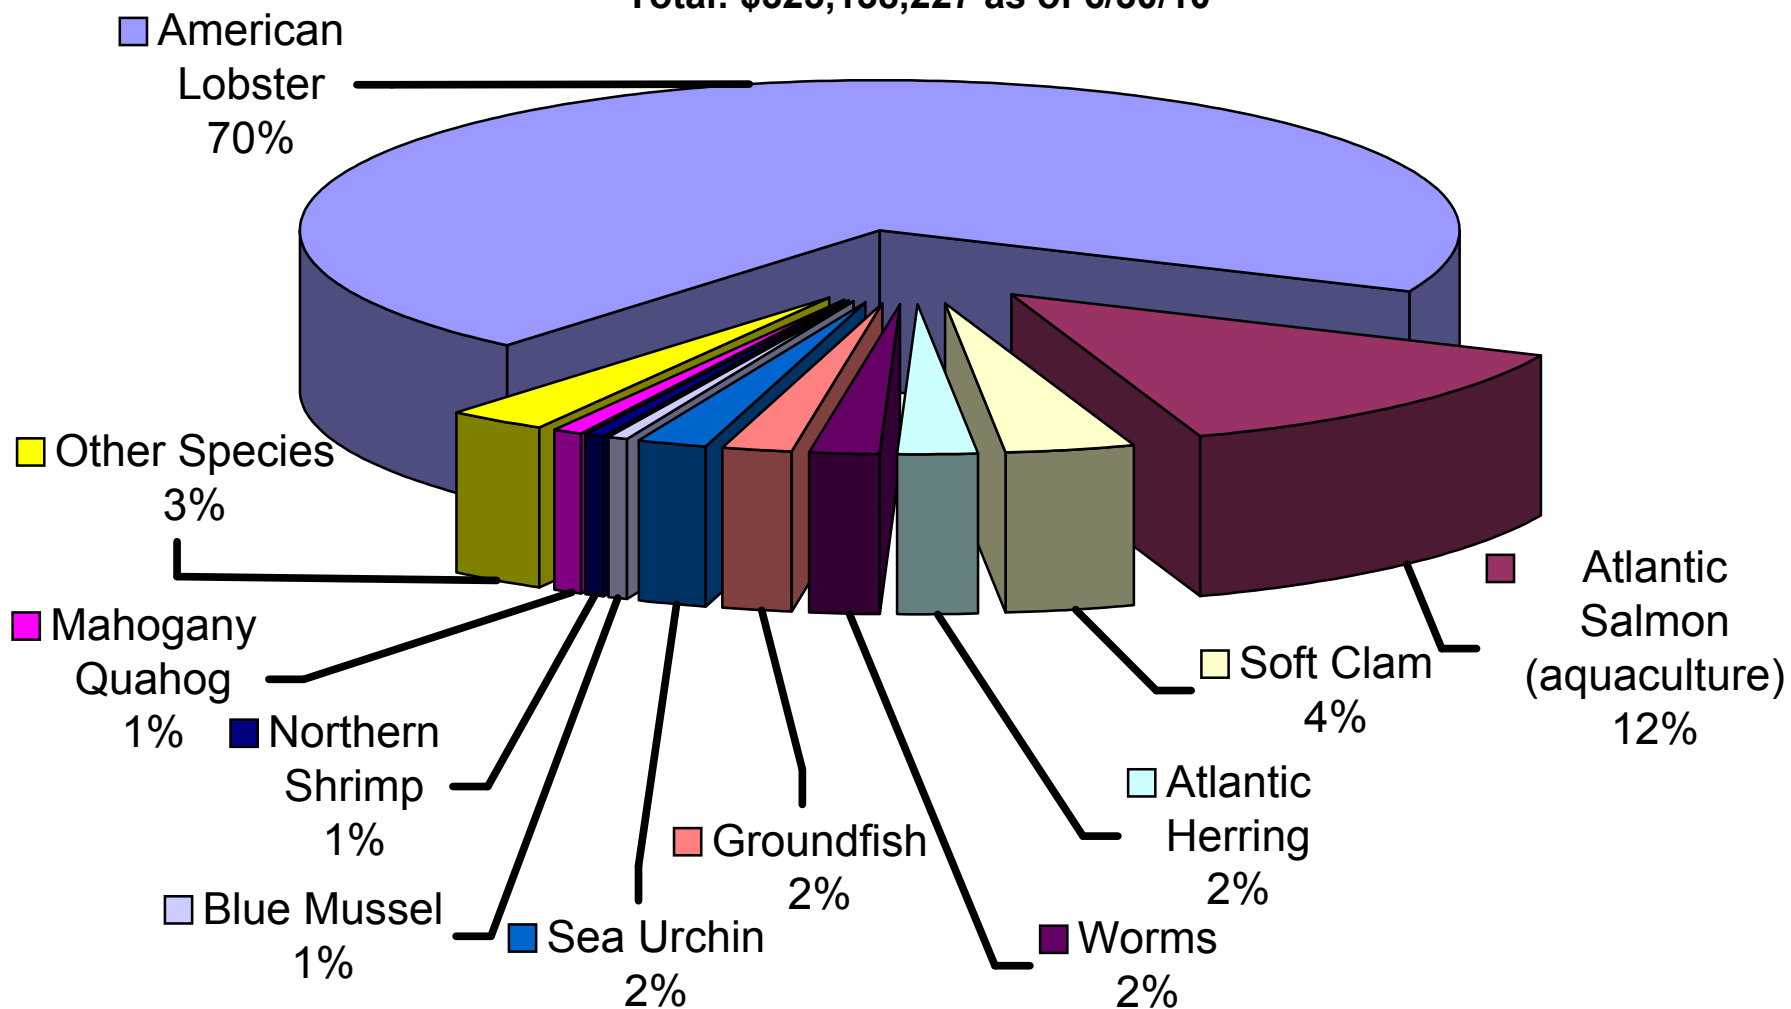 American
Lobster
70%
Other Species
3%
Mahogany
Quahog
1%
Northern
Shrimp
1%
Blue Mussel
1%
Sea Urchin
2%
Groundfish
2%
Worms
2%
Atlantic
Herring
2%
Soft Clam
4%
Atlantic
Salmon
(aquaculture)
12%